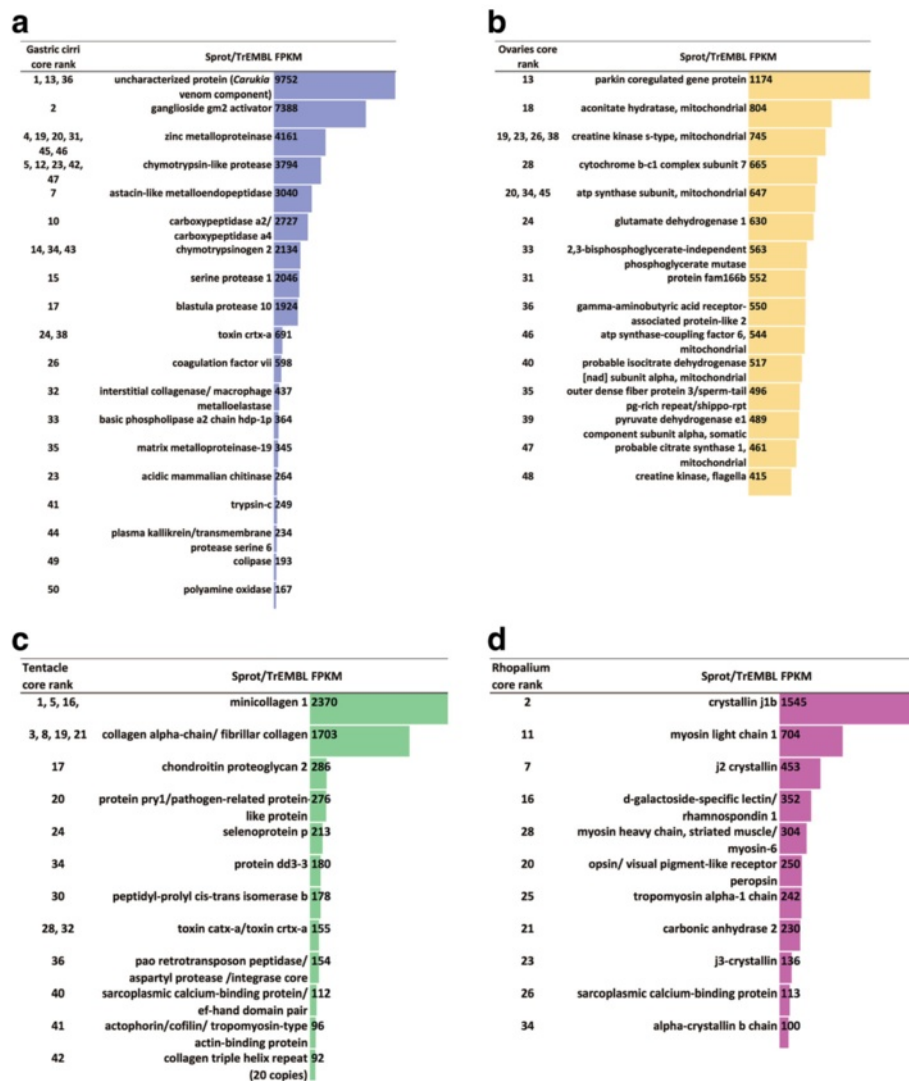 a
Gastric cirri
core rank
Sprot/TrEMBL FPKM
1, 13, 36 uncharacterized protein (Carukia 9752
venom component)
2 ganglioside gm2 activator 7388
4, 19, 20, 31, zinc metalloproteinase 4161
45, 46
5, 12, 23, 42, chymotrypsin-like protease 3794
47
7 astacin-like metalloendopeptidase 3040
10 carboxypeptidase a2/ 2727
carboxypeptidase a4
14, 34, 43 chymotrypsinogen 2 2134
15 serine protease 1 2046
17 blastula protease 10 1924
24, 38 toxin crtx-a 691
26 coagulation factor vii 598
32 interstitial collagenase/ macrophage 437
metalloelastase
33 basic phospholipase a2 chain hdp-1p 364
35 matrix metalloproteinase-19 345
23 acidic mammalian chitinase 264
41 trypsin-c 249
44 plasma kallikrein/transmembrane 234
protease serine 6
49 colipase 193
50 polyamine oxidase 167
b
Ovaries core
rank
Sprot/TrEMBL FPKM
13 parkin coregulated gene protein 1174
18 aconitate hydratase, mitochondrial 804
19, 23, 26, 38 creatine kinase s-type, mitochondrial 745
28 cytochrome b-c1 complex subunit 7 665
20, 34, 45 atp synthase subunit, mitochondrial 647
24 glutamate dehydrogenase 1 630
33 2,3-bisphosphoglycerate-independent 563
phosphoglycerate mutase
31 protein fam166b 552
36 gamma-aminobutyric acid receptor- 550
associated protein-like 2
46 atp synthase-coupling factor 6, 544
mitochondrial
40 probable isocitrate dehydrogenase 517
[nad] subunit alpha, mitochondrial
35 outer dense fiber protein 3/sperm-tail 496
pg-rich repeat/shippo-rpt
39 pyruvate dehydrogenase e1 489
component subunit alpha, somatic
47 probable citrate synthase 1, 461
mitochondrial
48 creatine kinase, flagella 415
c
Tentacle
core rank
Sprot/TrEMBL FPKM
1, 5, 16, minicollagen 1 2370
3, 8, 19, 21 collagen alpha-chain/ fibrillar collagen 1703
17 chondroitin proteoglycan 2 286
20 protein pry1/pathogen-related protein- 276
like protein
24 selenoprotein p 213
34 protein dd3-3 180
30 peptidyl-prolyl cis-trans isomerase b 178
28, 32 toxin catx-a/toxin crtx-a 155
36 pao retrotransposon peptidase/ 154
aspartyl protease /integrase core
40 sarcoplasmic calcium-binding protein/ 112
ef-hand domain pair
41 actophorin/cofilin/ tropomyosin-type 96
actin-binding protein
42 collagen triple helix repeat 92
(20 copies)
d
Rhopalium
core rank
Sprot/TrEMBL FPKM
2 crystallin j1b 1545
11 myosin light chain 1 704
7 j2 crystallin 453
16 d-galactoside-specific lectin/ 352
rhamnospondin 1
28 myosin heavy chain, striated muscle/ 304
myosin-6
20 opsin/ visual pigment-like receptor 250
peropsin
25 tropomyosin alpha-1 chain 242
21 carbonic anhydrase 2 230
23 j3-crystallin 136
26 sarcoplasmic calcium-binding protein 113
34 alpha-crystallin b chain 100